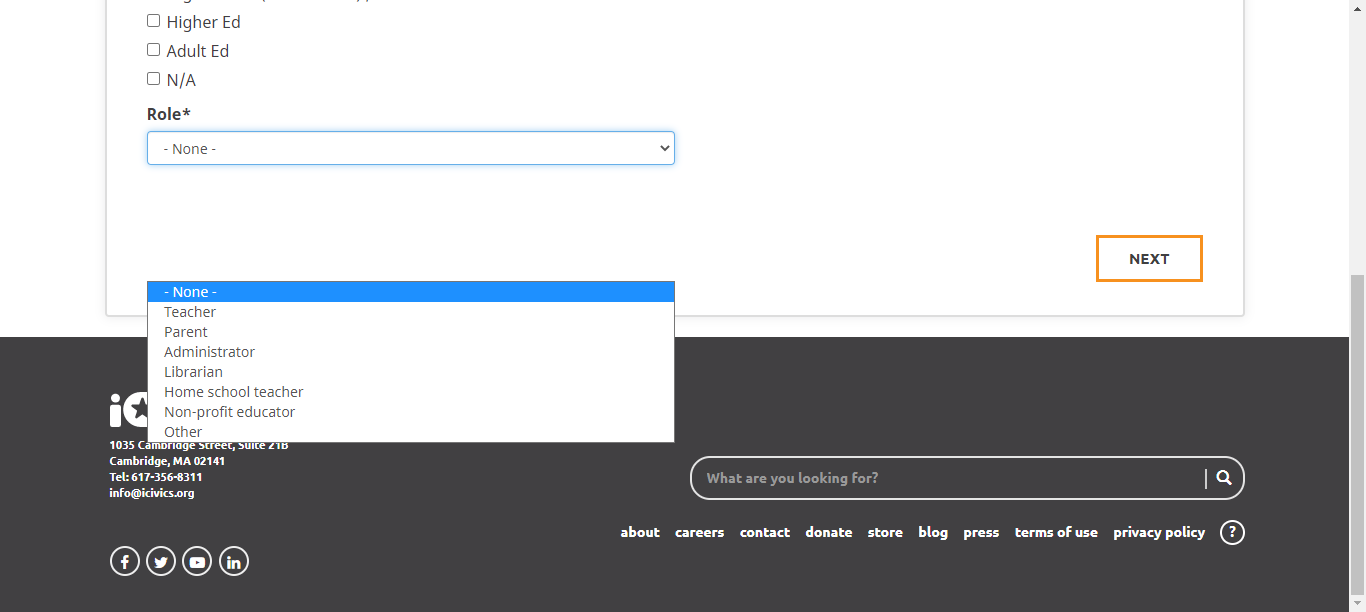 Higher Ed
Adult Ed
N/A
Role*
- None -
NEXT
- None -
Teacher
Parent
Administrator
Librarian
Home school teacher
Non-profit educator
Other
1035 Cambridge Street, Suite 21B
Cambridge, MA 02141
Tel: 617-356-8311
info@icivics.org
What are you looking for?
about careers contact donate store blog press terms of use privacy policy ?